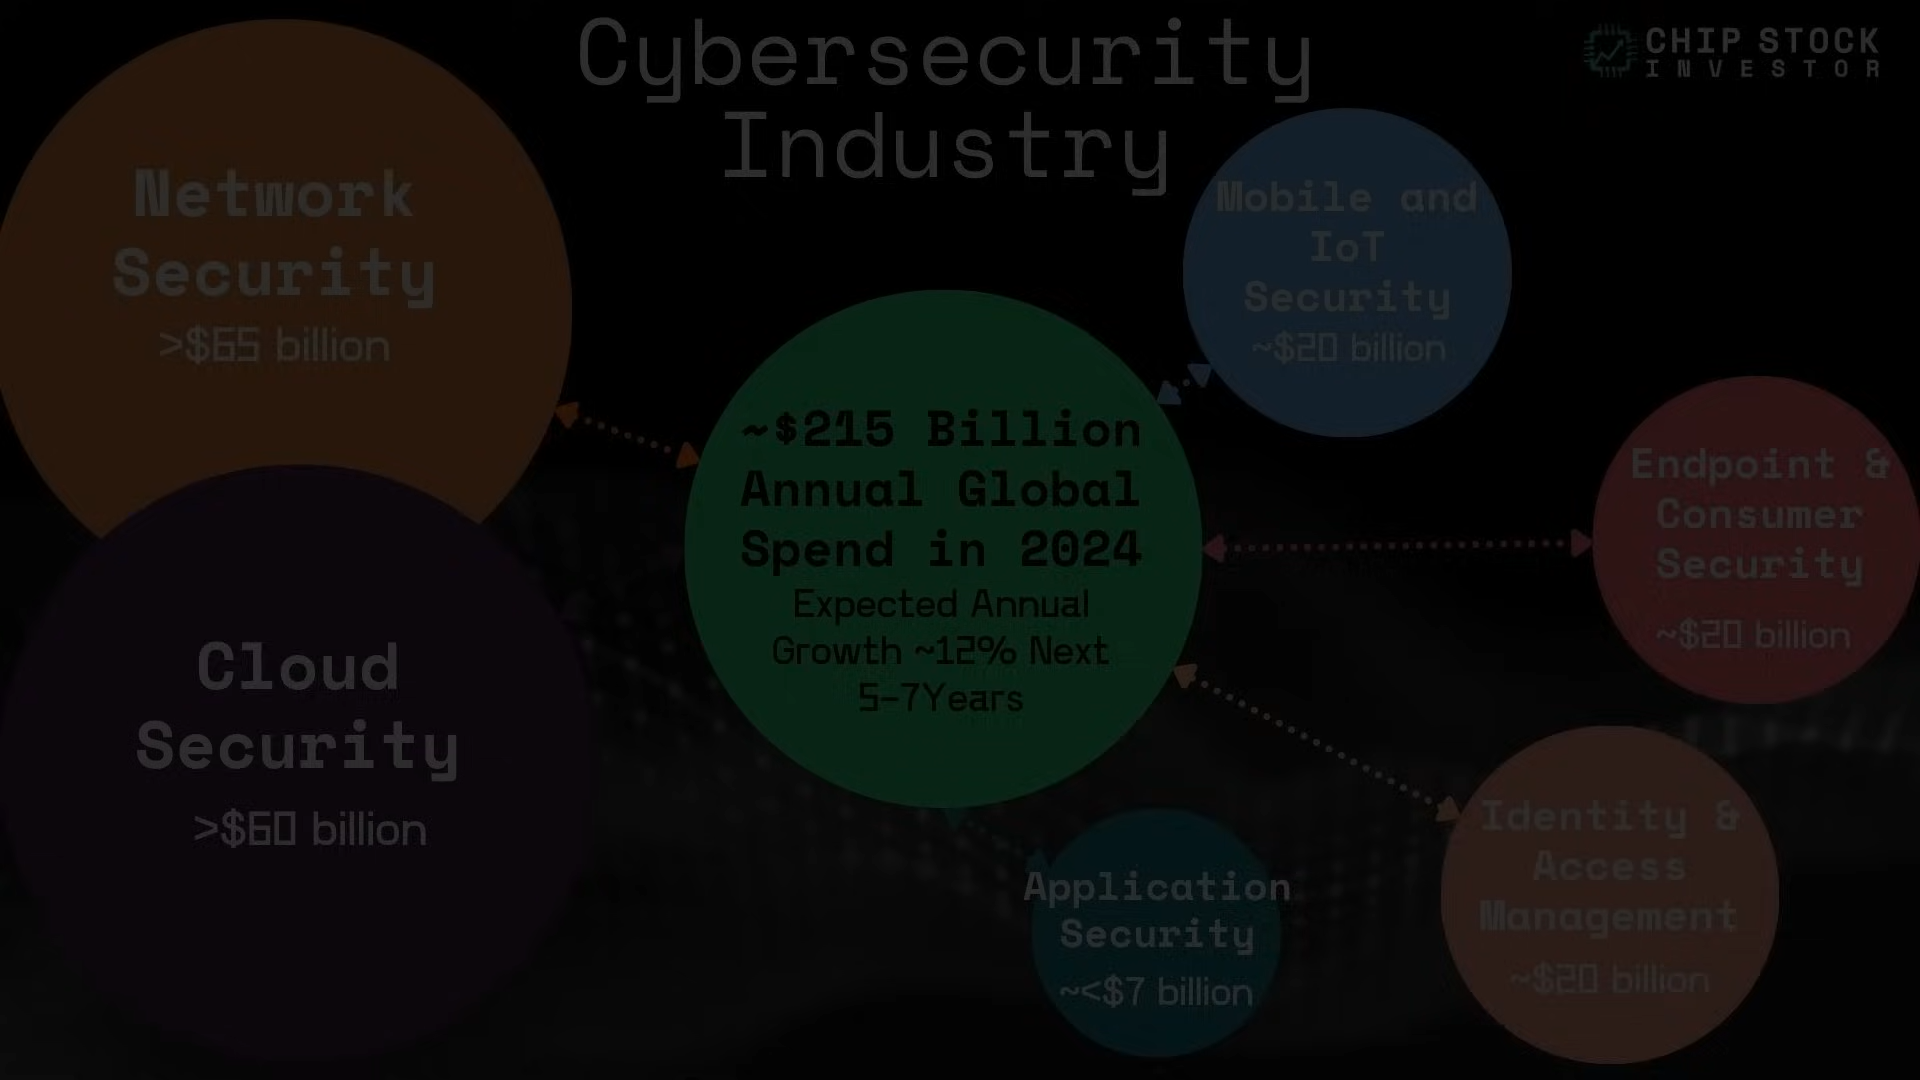 Cybersecurity
Industry
CHIP STOCK
INVESTOR
Network
Security
>$65 billion
Mobile and
IoT
Security
~$20 billion
~$215 Billion
Annual Global
Spend in 2024
Expected Annual
Growth ~12% Next
5-7Years
Endpoint &
Consumer
Security
~$20 billion
Cloud
Security
>$60 billion
Application
Security
~<$7 billion
Identity &
Access
Management
~$20 billion